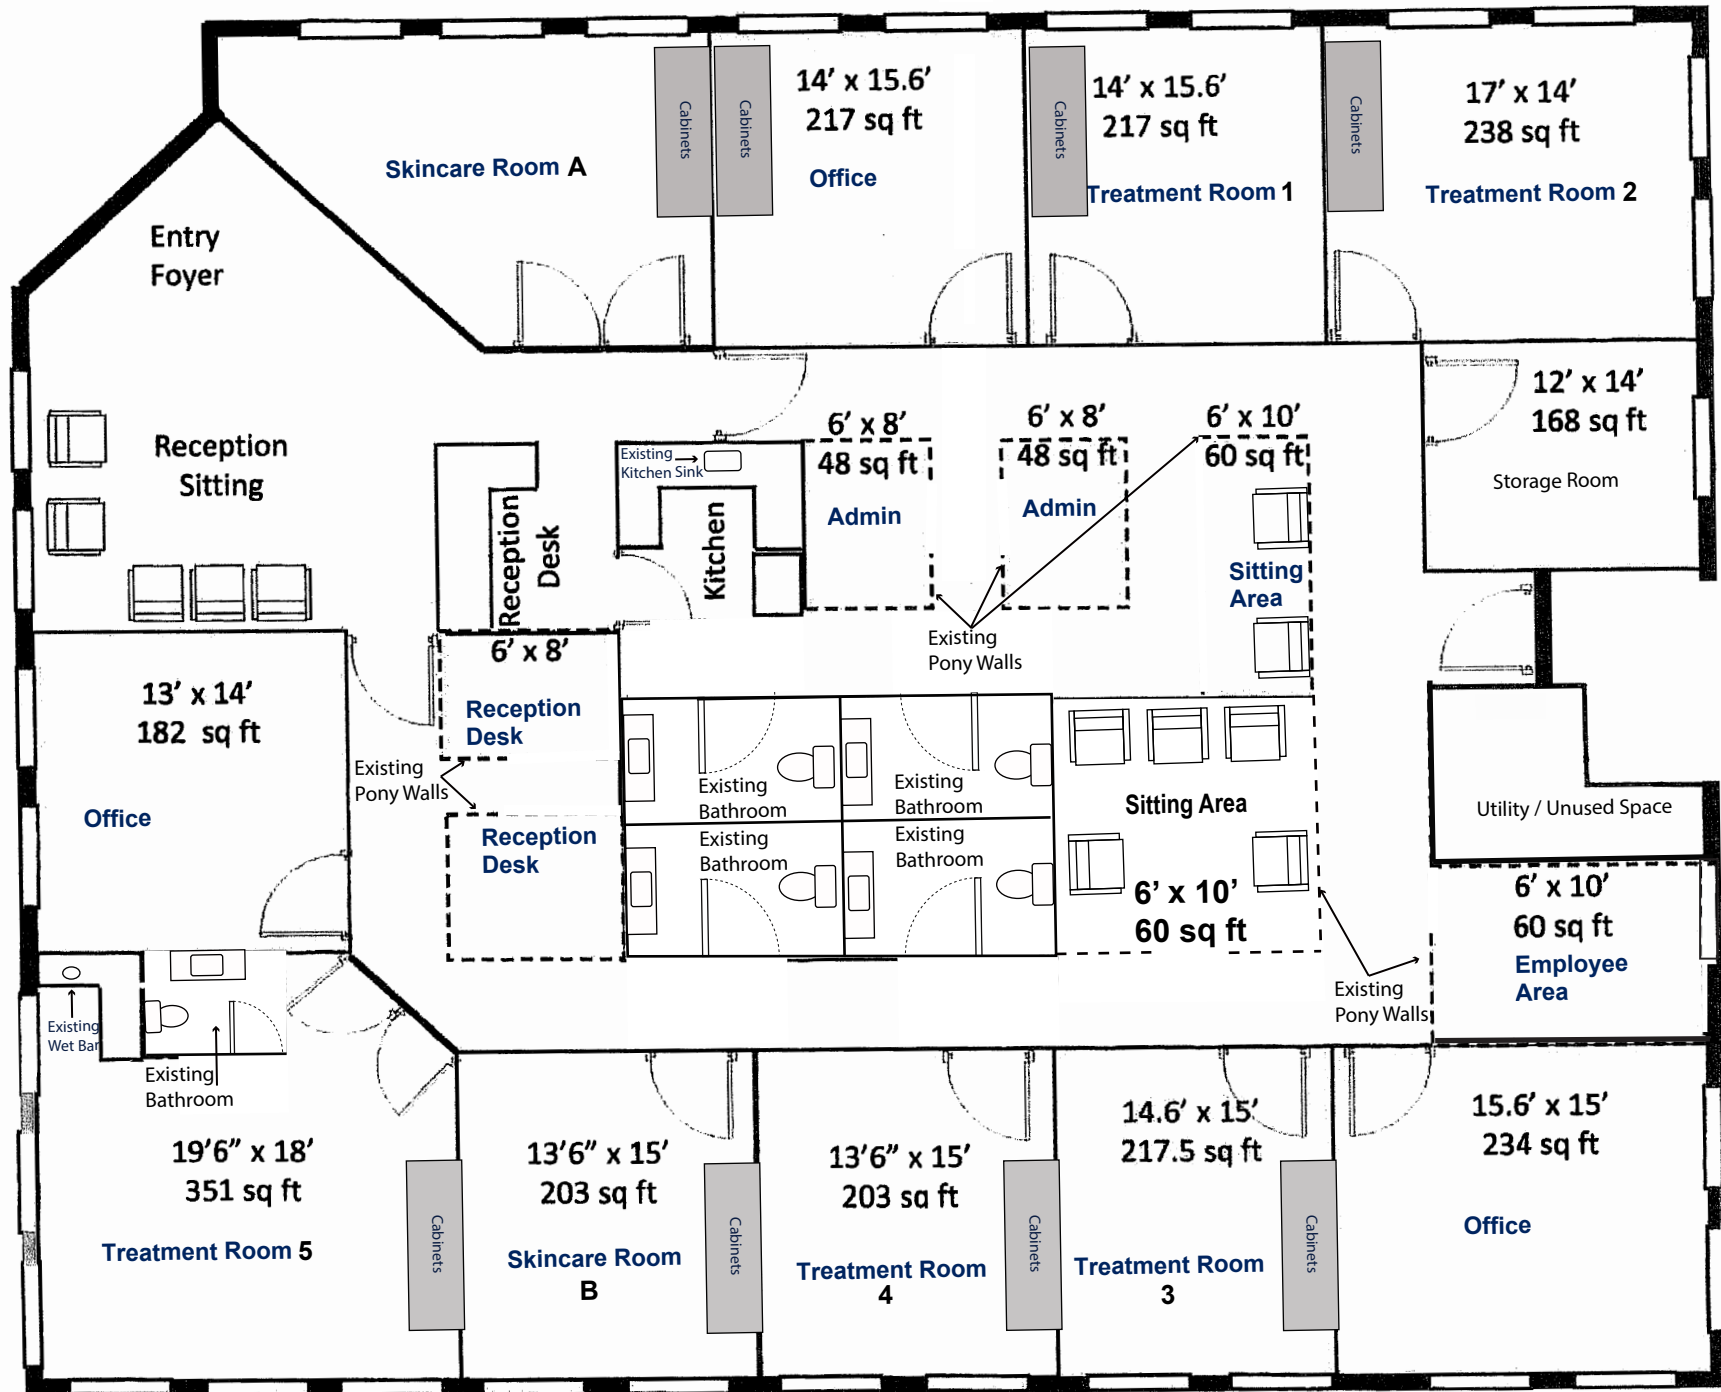 Cabinets
Cabinets
14’ x 15.6’
217 sq ft
Office
Skincare Room A
Cabinets
14’ x 15.6’
217 sq ft
Treatment Room 1
Cabinets
17’ x 14’
238 sq ft
Treatment Room 2
Entry
Foyer
Reception
Sitting
Reception
Desk
Existing
Kitchen Sink
Kitchen
6’ x 8’
48 sq ft
Admin
6’ x 8’
48 sq ft
Admin
6’ x 10’
60 sq ft
Sitting
Area
12’ x 14’
168 sq ft
Storage Room
Existing
Pony Walls
13’ x 14’
182 sq ft
Office
6’ x 8’
Reception
Desk
Existing
Pony Walls
Reception
Desk
Existing
Bathroom
Existing
Bathroom
Existing
Bathroom
Existing
Bathroom
Sitting Area
6’ x 10’
60 sq ft
Utility / Unused Space
6’ x 10’
60 sq ft
Employee
Area
Existing
Pony Walls
Existing
Wet Bar
Existing
Bathroom
19’6” x 18’
351 sq ft
Treatment Room 5
Cabinets
13’6” x 15’
203 sq ft
Skincare Room
B
Cabinets
13’6” x 15’
203 sq ft
Treatment Room
4
Cabinets
14.6’ x 15’
217.5 sq ft
Treatment Room
3
Cabinets
15.6’ x 15’
234 sq ft
Office